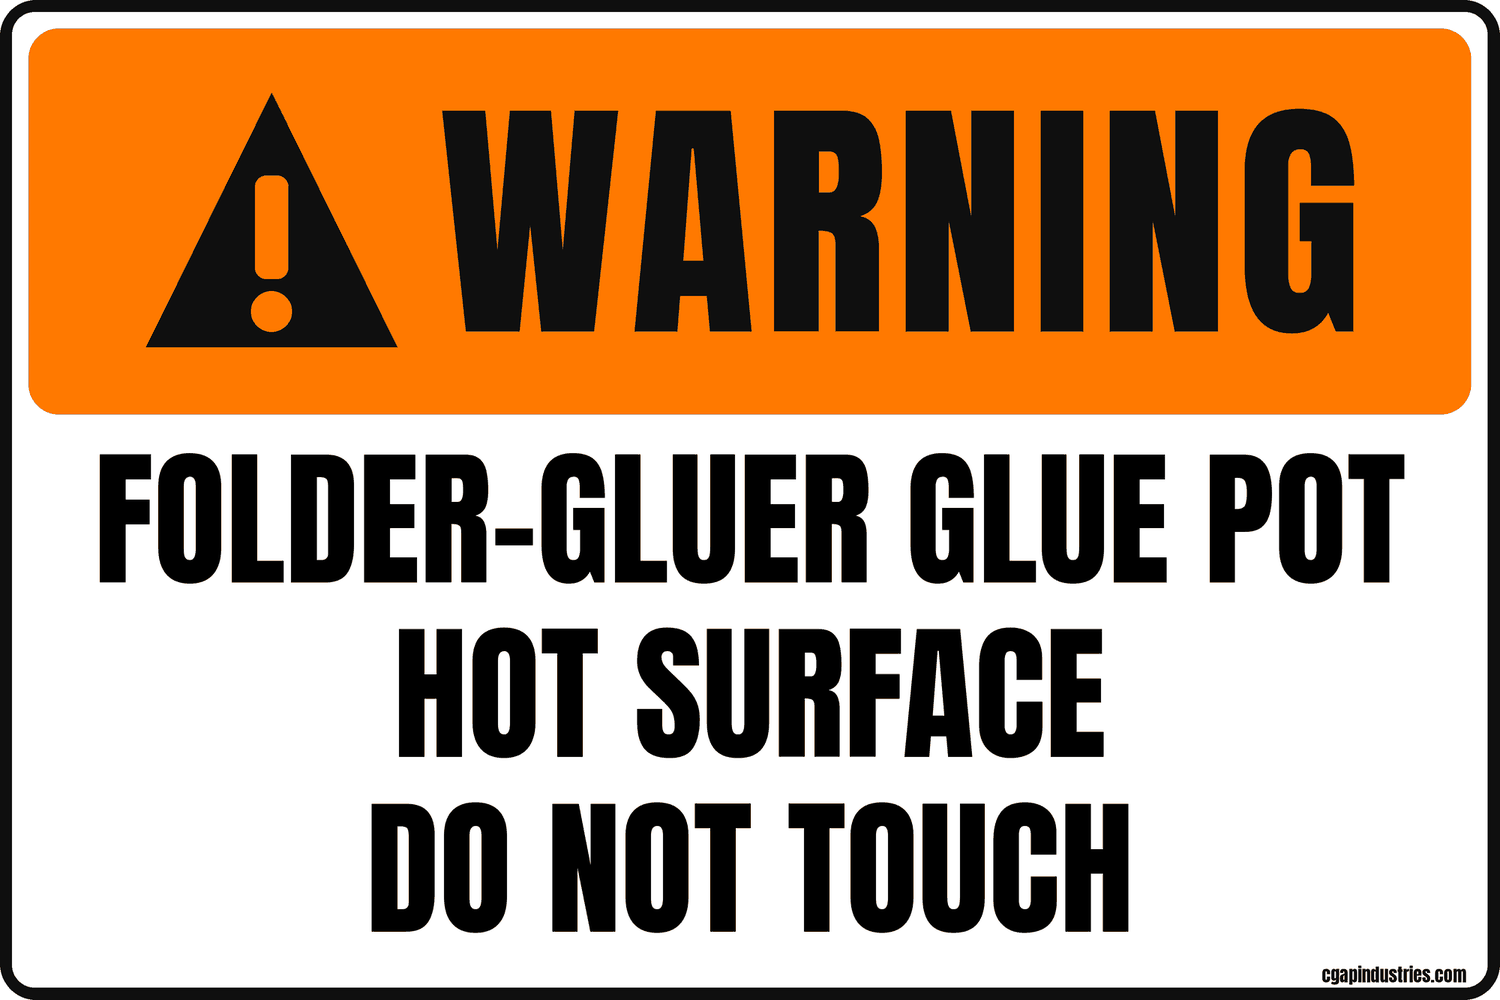 WARNING
FOLDER-GLUER GLUE POT
HOT SURFACE
DO NOT TOUCH
cgapindustries.com